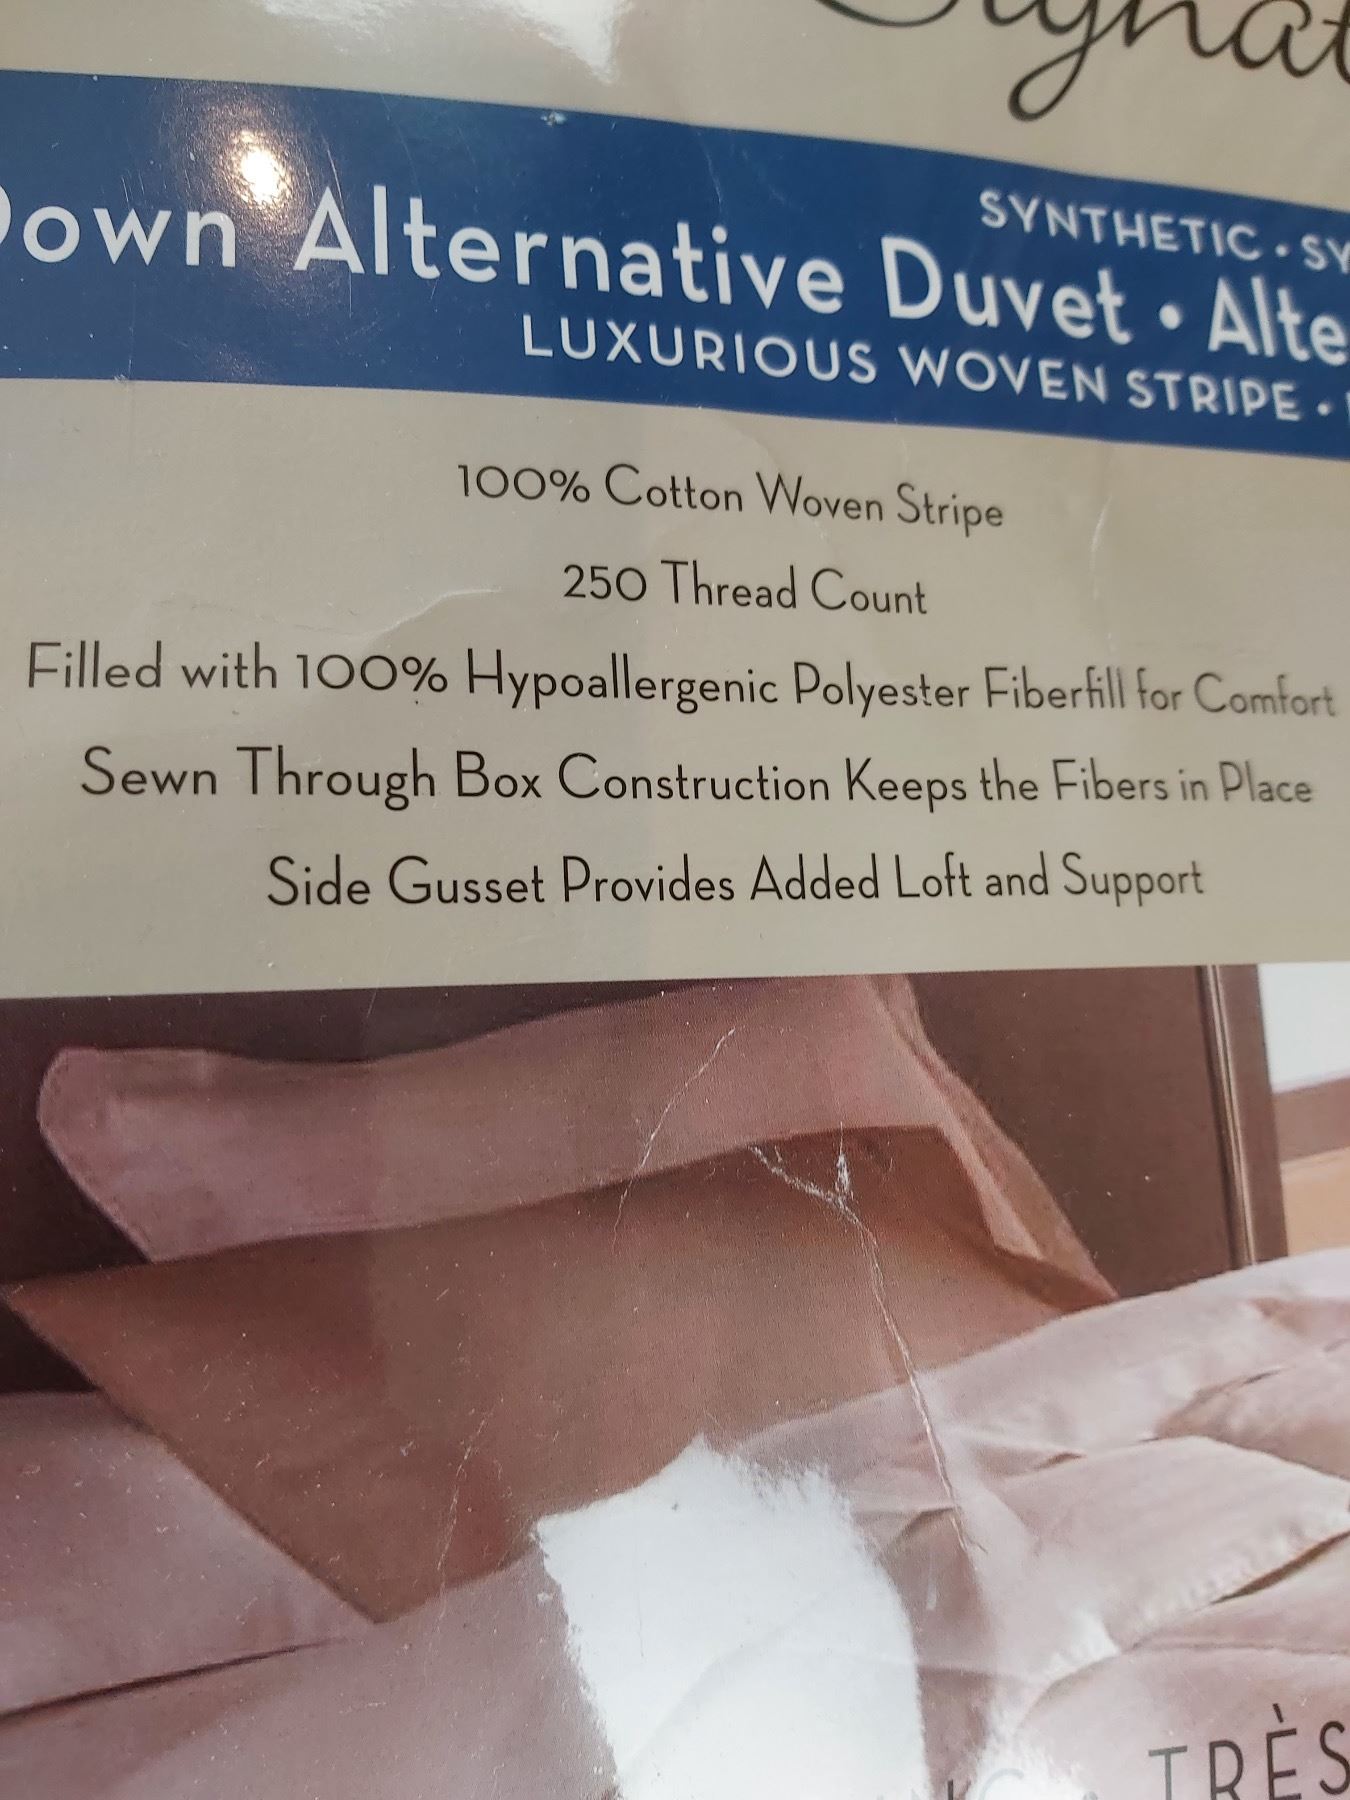 SYNTHETIC •
Down Alternative Duvet •
LUXURIOUS WOVEN STRIPE •
100% Cotton Woven Stripe
250 Thread Count
Filled with 100% Hypoallergenic Polyester Fiberfill for Comfort
Sewn Through Box Construction Keeps the Fibers in Place
Side Gusset Provides Added Loft and Support
TRÈS